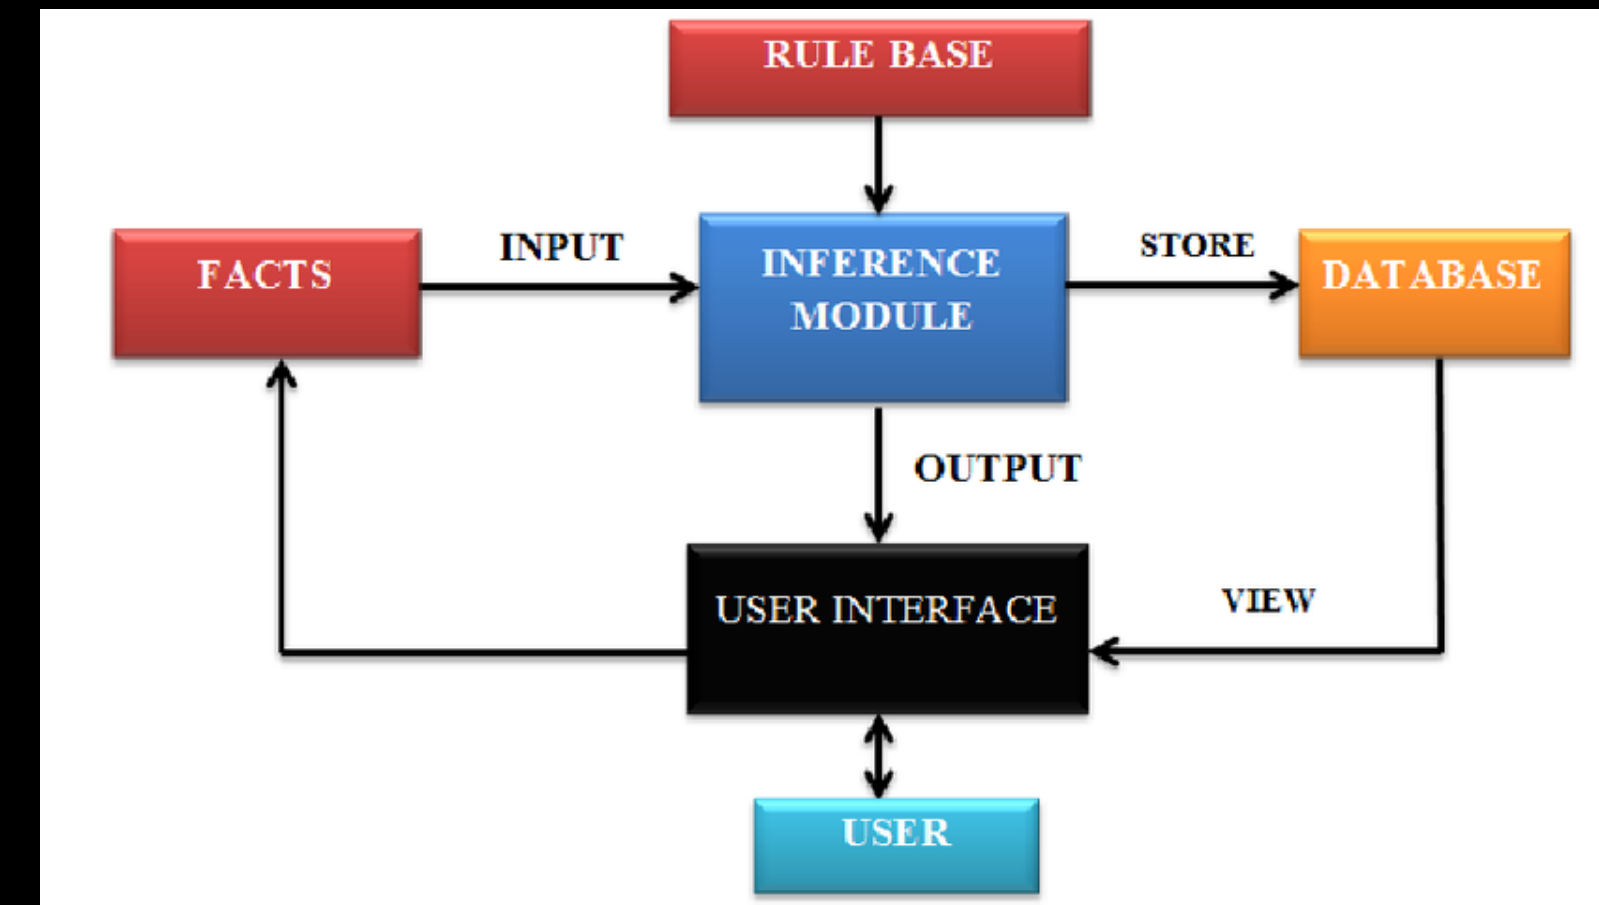 RULE BASE
FACTS
INPUT
INFERENCE
MODULE
STORE
DATABASE
OUTPUT
USER INTERFACE
VIEW
USER